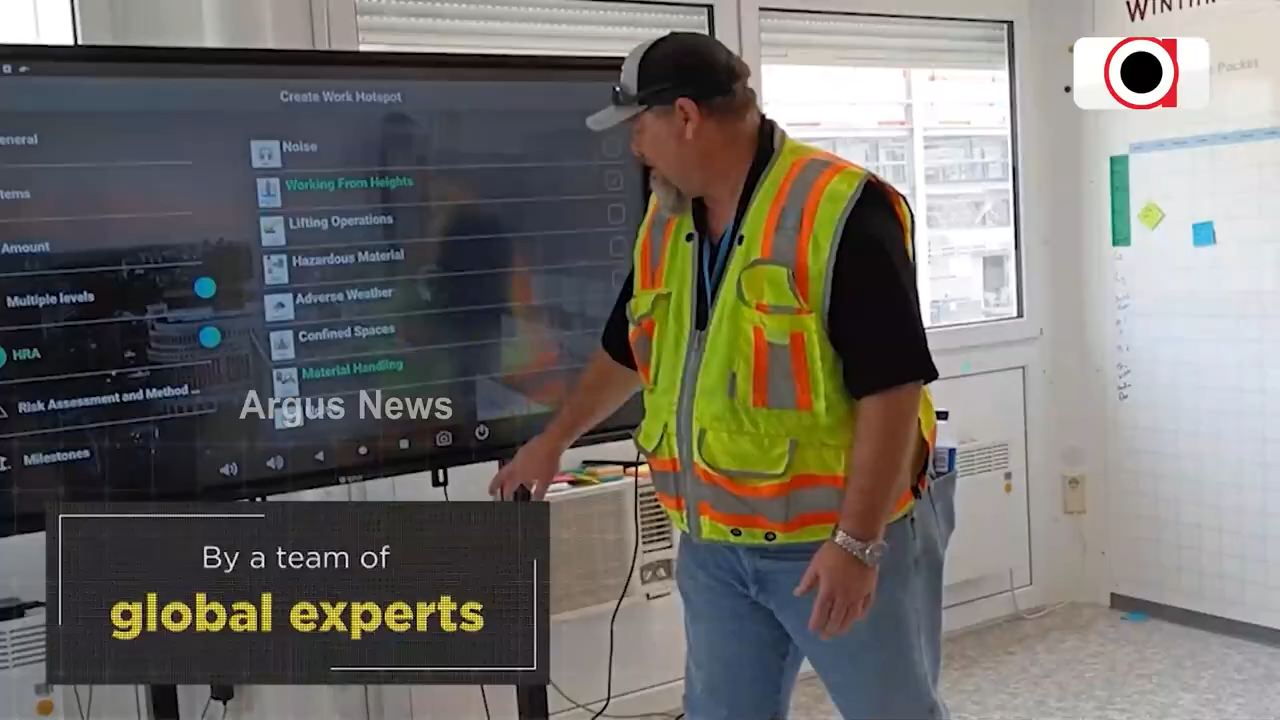 Create Work Hotspot
eneral
tems
Amount
Multiple levels
HRA
Risk Assessment and Method ...
Milestones
Noise
Working From Heights
Lifting Operations
Hazardous Material
Adverse Weather
Confined Spaces
Material Handling
Argus News
By a team of
global experts